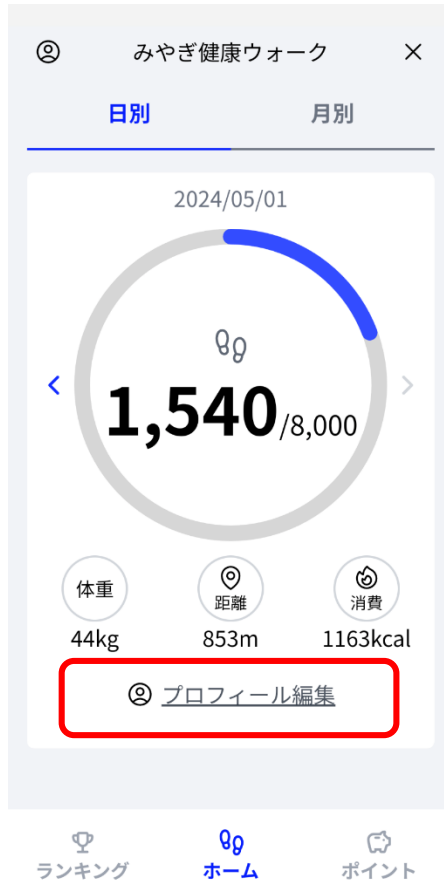 みやぎ健康ウォーク
日別 月別
2024/05/01
1,540/8,000
体重 距離 消費
44kg 853m 1163kcal
プロフィール編集
ランキング ホーム ポイント